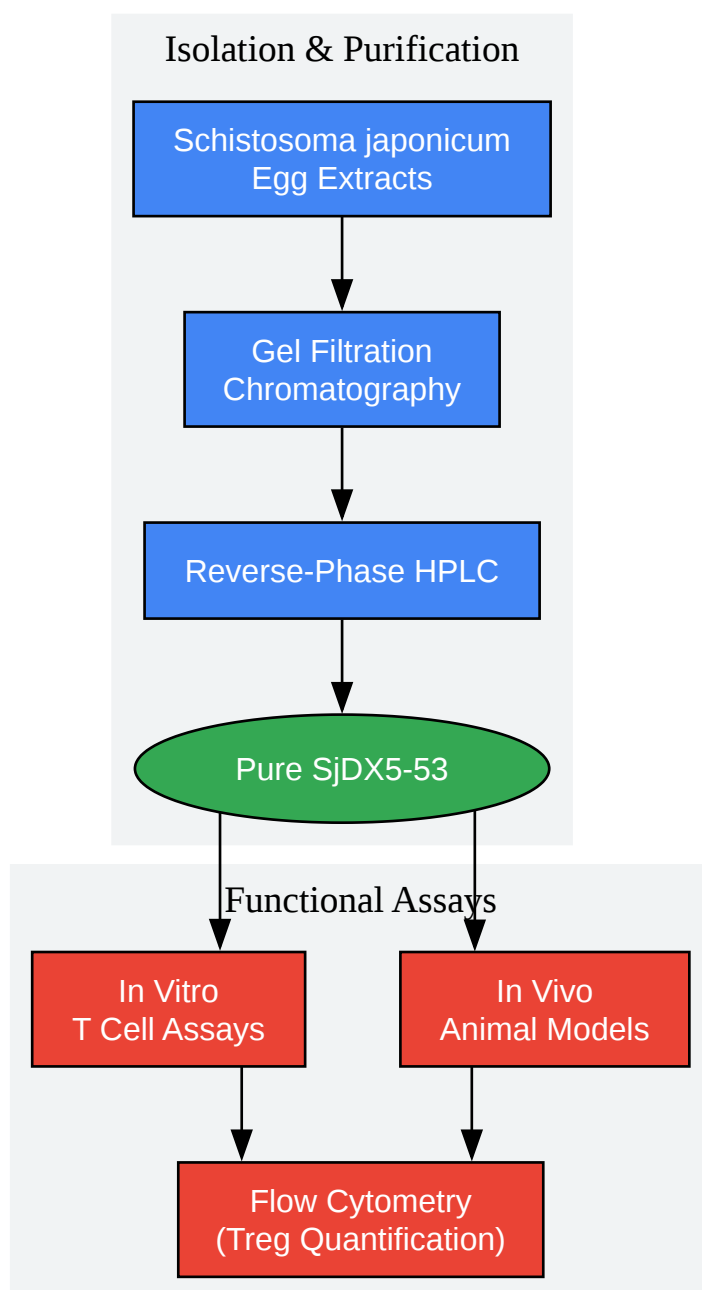 Isolation & Purification
Schistosoma japonicum
Egg Extracts
Gel Filtration
Chromatography
Reverse-Phase HPLC
Pure SjDX5-53
Functional Assays
In Vitro
T Cell Assays
In Vivo
Animal Models
Flow Cytometry
(Treg Quantification)